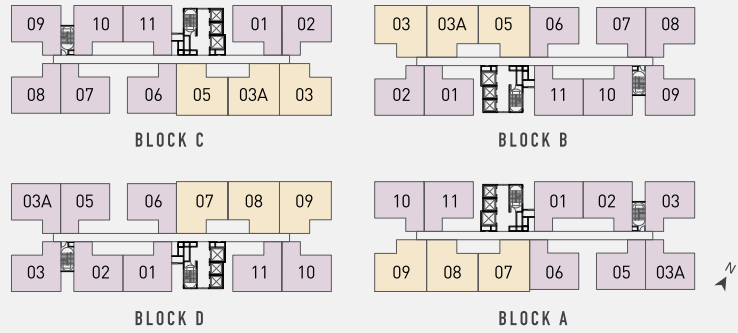 09 10 11 01 02
08 07 06 05 03A 03
BLOCK C
03 03A 05 06 07 08
02 01 11 10 09
BLOCK B
03A 05 06 07 08 09
03 02 01 11 10
BLOCK D
10 11 01 02 03
09 08 07 06 05 03A
BLOCK A
N